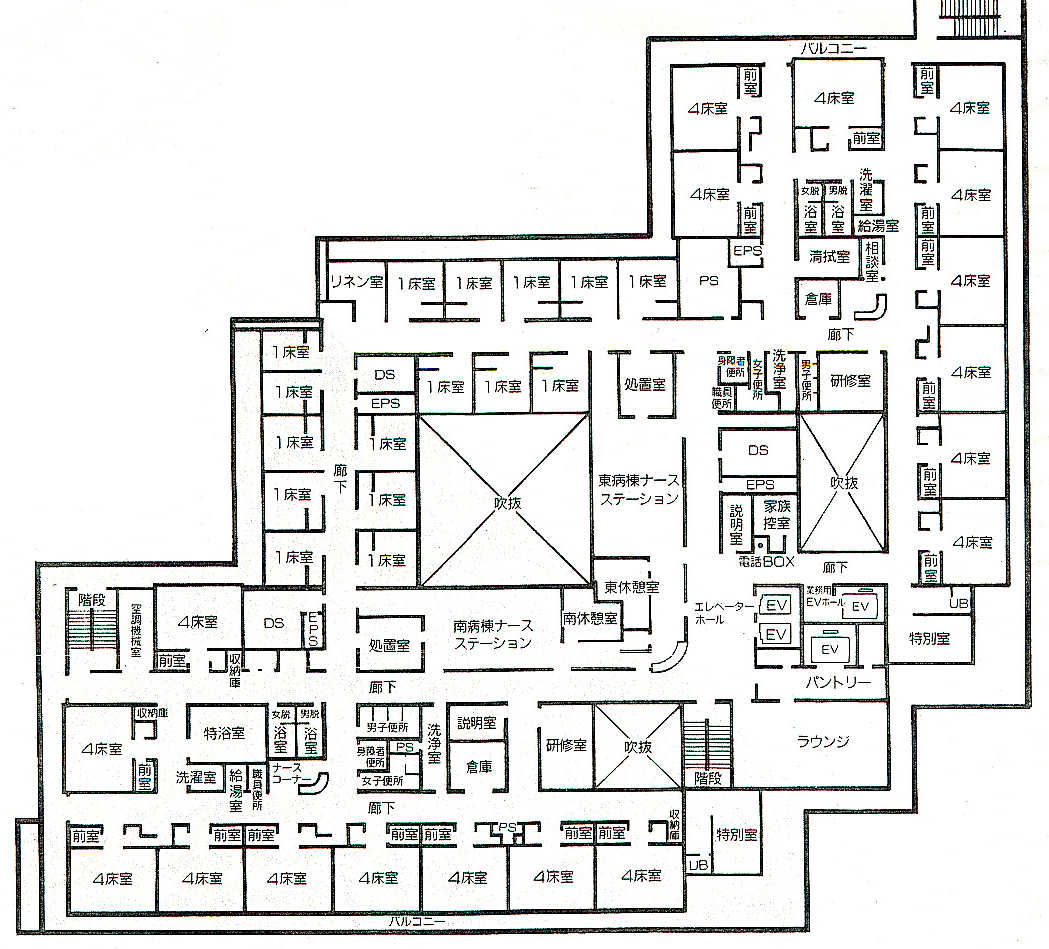 バルコニー
4床室
前室
4床室
前室
4床室
前室
4床室
前室
4床室
前室
女脱
男脱
浴室
浴室
洗濯室
給湯室
清拭室
相談室
倉庫
前室
4床室
4床室
前室
4床室
前室
4床室
前室
リネン室
1床室
1床室
1床室
1床室
1床室
PS
EPS
廊下
1床室
1床室
1床室
1床室
1床室
DS
EPS
1床室
1床室
1床室
1床室
1床室
1床室
廊下
吹抜
処置室
身障者便所
職員便所
女子便所
洗浄室
男子便所
研修室
東病棟ナース
ステーション
DS
EPS
説明室
家族控室
電話BOX
吹抜
廊下
東休憩室
南休憩室
エレベーター
ホール
EV
EV
業務用
EVホール
EV
EV
UB
特別室
パントリー
ラウンジ
階段
空調機械室
4床室
前室
収納庫
DS
EPS
処置室
南病棟ナース
ステーション
廊下
4床室
収納庫
前室
特浴室
女脱
男脱
浴室
浴室
洗濯室
給湯室
職員便所
ナース
コーナー
男子便所
身障者便所
PS
女子便所
洗浄室
説明室
倉庫
研修室
吹抜
階段
廊下
前室
前室
前室
前室
前室
PS
前室
前室
収納庫
4床室
4床室
4床室
4床室
4床室
4床室
4床室
UB
特別室
バルコニー